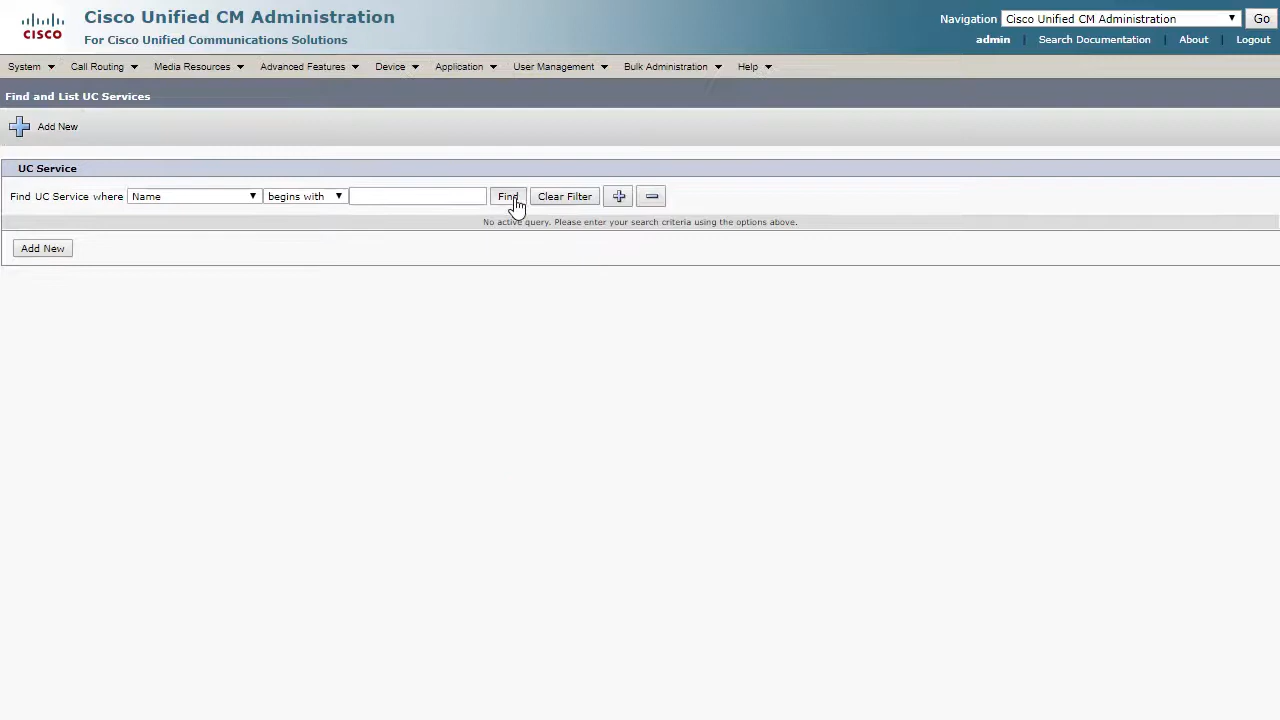 Cisco Unified CM Administration
For Cisco Unified Communications Solutions
CISCO
Navigation Cisco Unified CM Administration Go
admin | Search Documentation | About | Logout
System Call Routing Media Resources Advanced Features Device Application User Management Bulk Administration Help
Find and List UC Services
Add New
UC Service
Find UC Service where Name begins with Find Clear Filter
No active query. Please enter your search criteria using the options above.
Add New